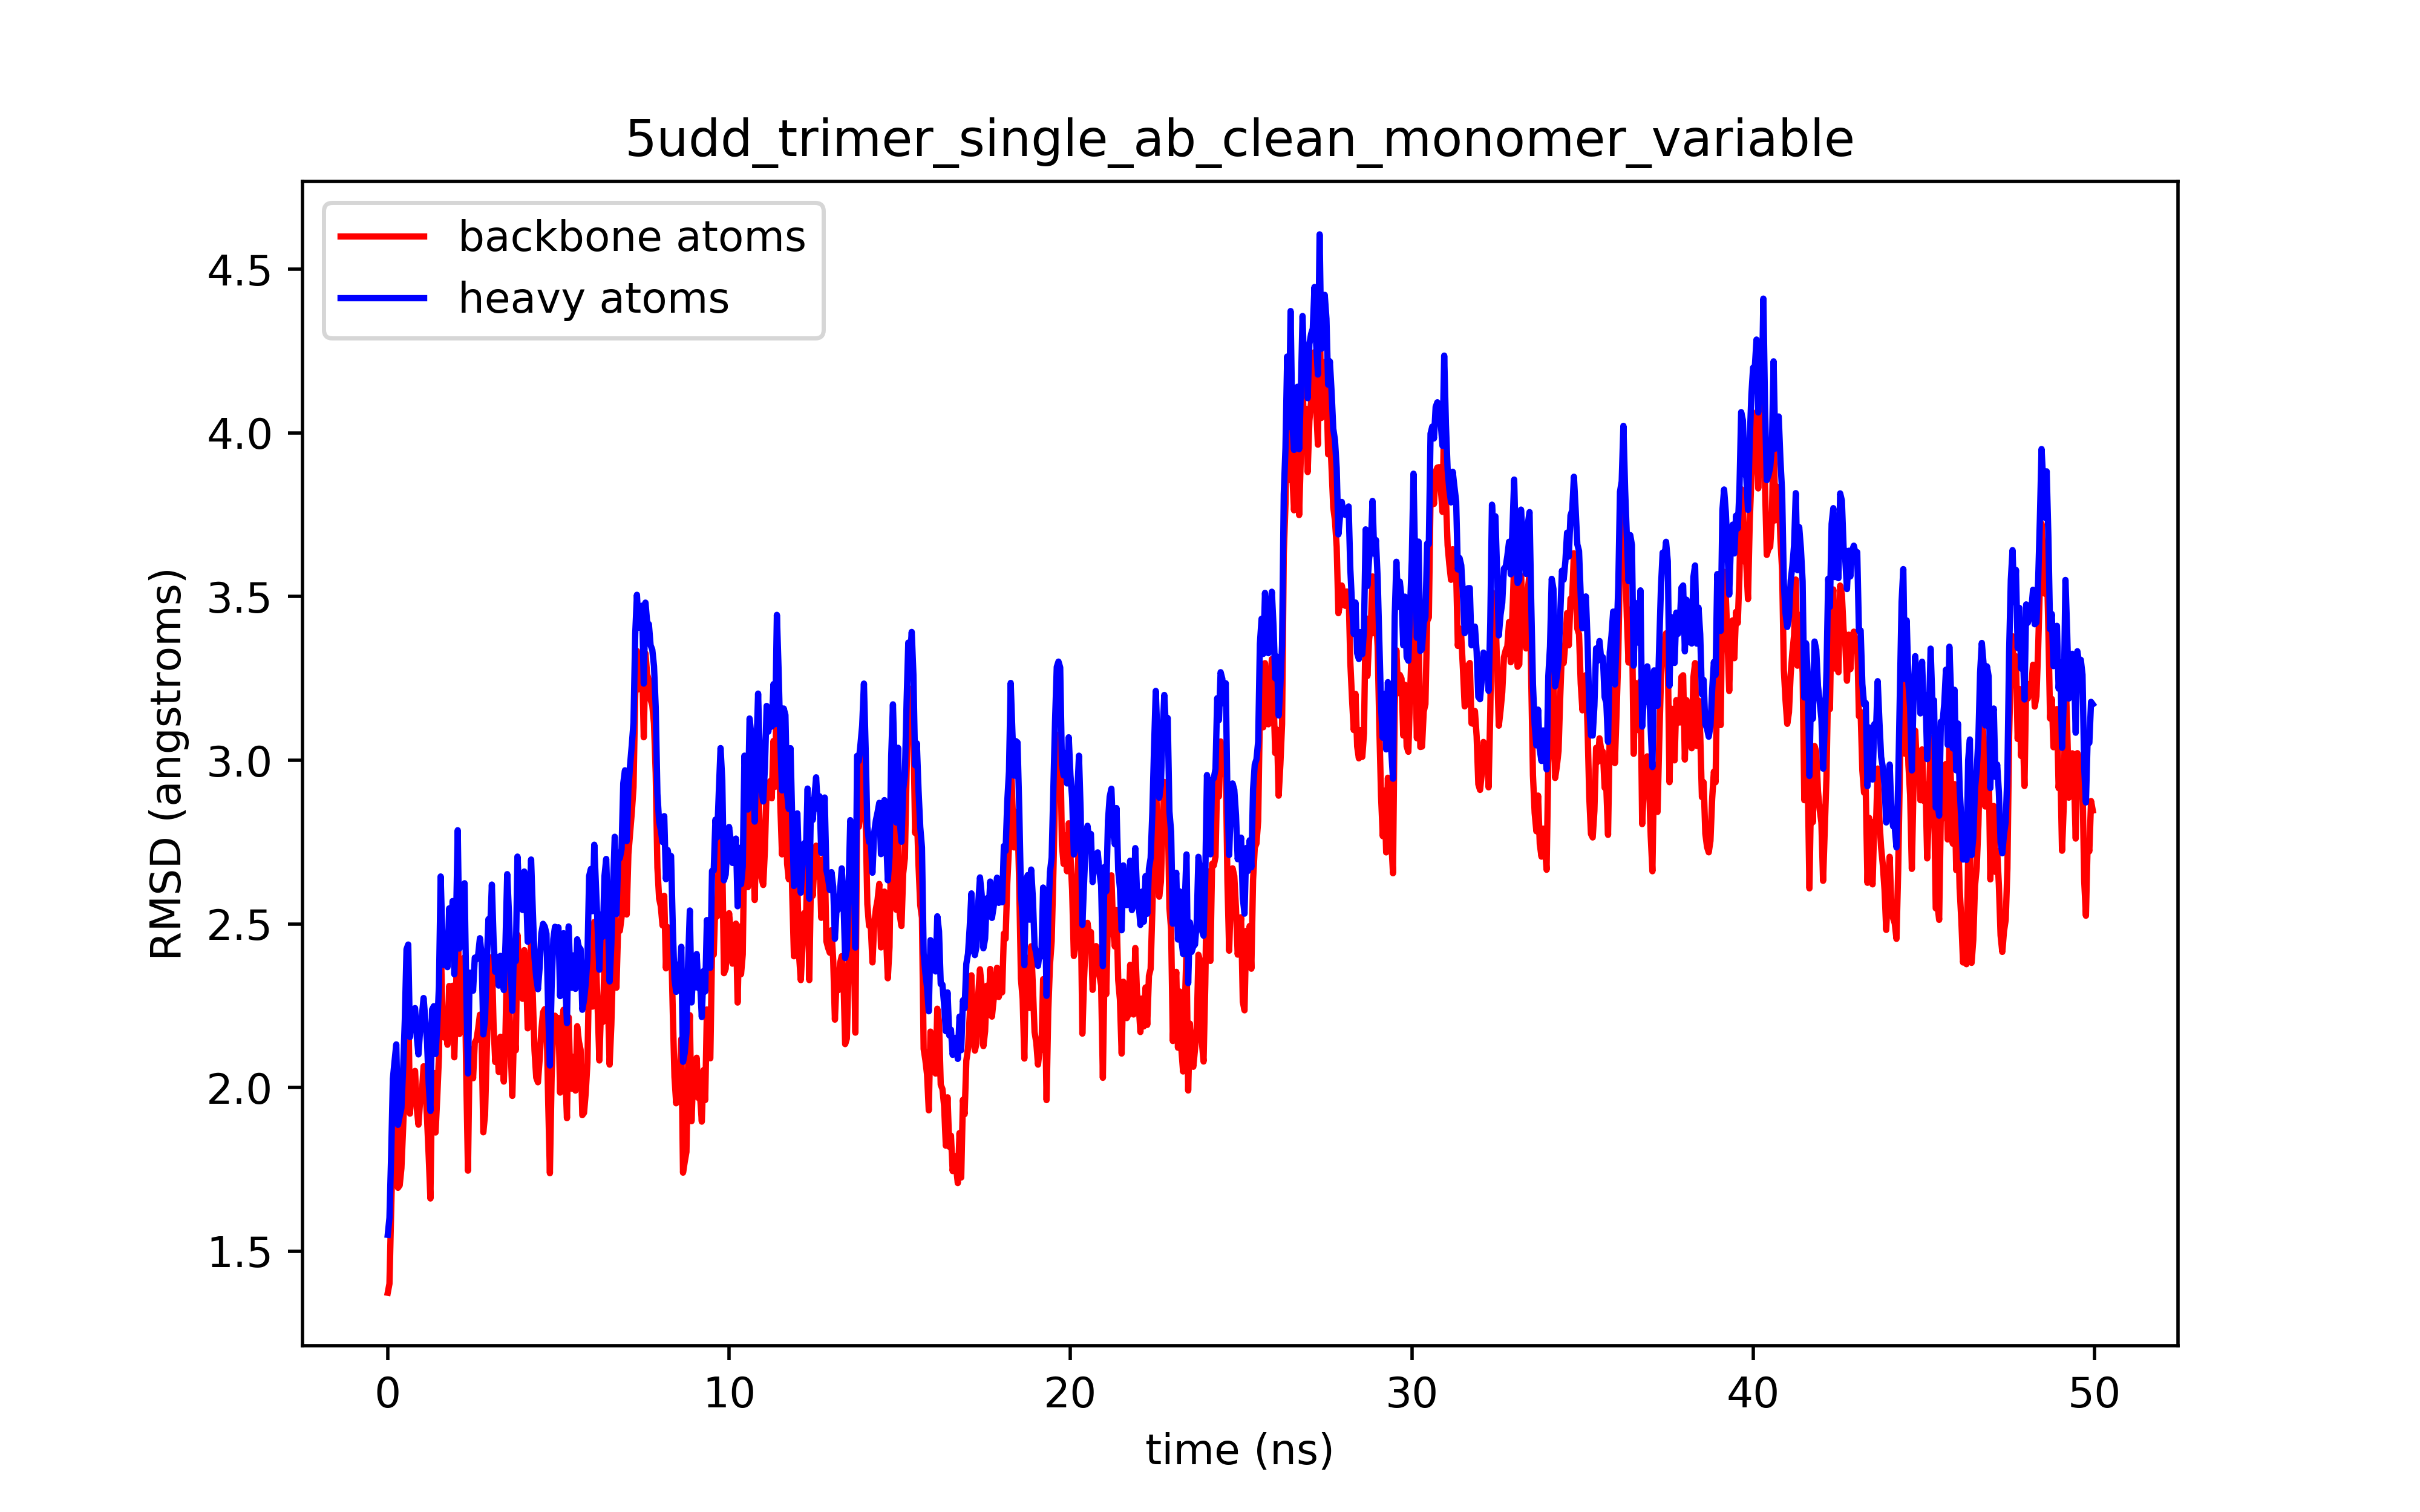 5udd_trimer_single_ab_clean_monomer_variable
backbone atoms
heavy atoms
RMSD (angstroms)
4.5
4.0
3.5
3.0
2.5
2.0
1.5
0 10 20 30 40 50
time (ns)